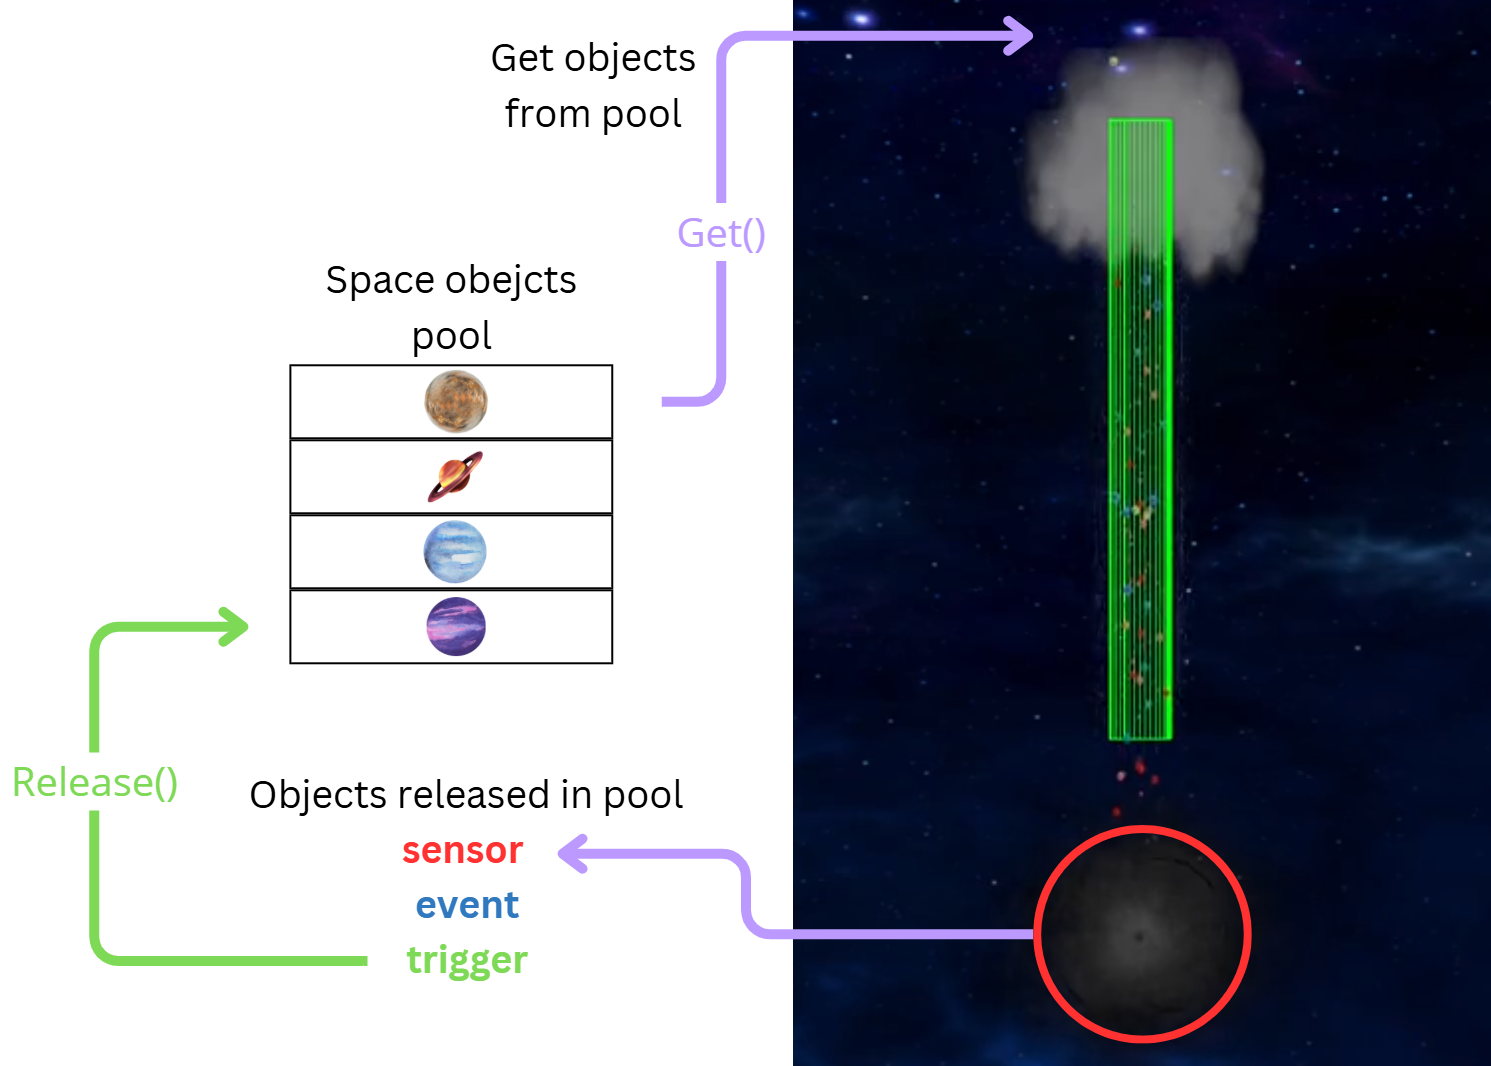 Get objects
from pool
Get()
Space obejcts
pool
Release()
Objects released in pool
sensor
event
trigger